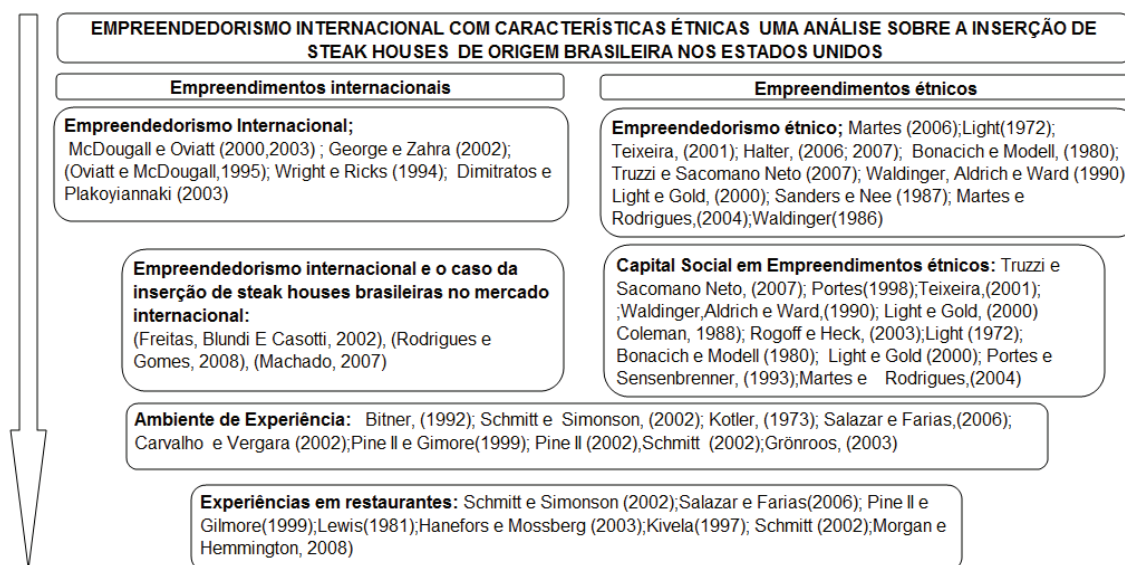 EMPREENDEDORISMO INTERNACIONAL COM CARACTERÍSTICAS ÉTNICAS  UMA ANÁLISE SOBRE A INSERÇÃO DE
STEAK HOUSES  DE ORIGEM BRASILEIRA NOS ESTADOS UNIDOS
Empreendimentos internacionais
Empreendedorismo Internacional;
McDougall e Oviatt (2000,2003) ; George e Zahra (2002);
(Oviatt e McDougall,1995); Wright e Ricks (1994);  Dimitratos e
Plakoyiannaki (2003)
Empreendedorismo internacional e o caso da
inserção de steak houses brasileiras no mercado
internacional:
(Freitas, Blundi E Casotti, 2002), (Rodrigues e
Gomes, 2008), (Machado, 2007)
Empreendimentos étnicos
Empreendedorismo étnico; Martes (2006);Light(1972);
Teixeira, (2001); Halter, (2006; 2007);  Bonacich e Modell, (1980);
Truzzi e Sacomano Neto (2007); Waldinger, Aldrich e Ward (1990)
Light e Gold, (2000); Sanders e Nee (1987); Martes e
Rodrigues,(2004);Waldinger(1986)
Capital Social em Empreendimentos étnicos: Truzzi e
Sacomano Neto, (2007); Portes(1998);Teixeira,(2001);
;Waldinger,Aldrich e Ward,(1990);  Light e Gold, (2000)
Coleman, 1988); Rogoff e Heck, (2003);Light (1972);
Bonacich e Modell (1980);  Light e Gold (2000); Portes e
Sensenbrenner, (1993);Martes e   Rodrigues,(2004)
Ambiente de Experiência:   Bitner, (1992); Schmitt e  Simonson, (2002); Kotler, (1973); Salazar e Farias,(2006);
Carvalho  e Vergara (2002);Pine II e Gimore(1999);  Pine II (2002),Schmitt  (2002);Grönroos, (2003)
Experiências em restaurantes: Schmitt e Simonson (2002);Salazar e Farias(2006);  Pine II e
Gilmore(1999);Lewis(1981);Hanefors e Mossberg (2003);Kivela(1997);  Schmitt (2002);Morgan e
Hemmington, 2008)